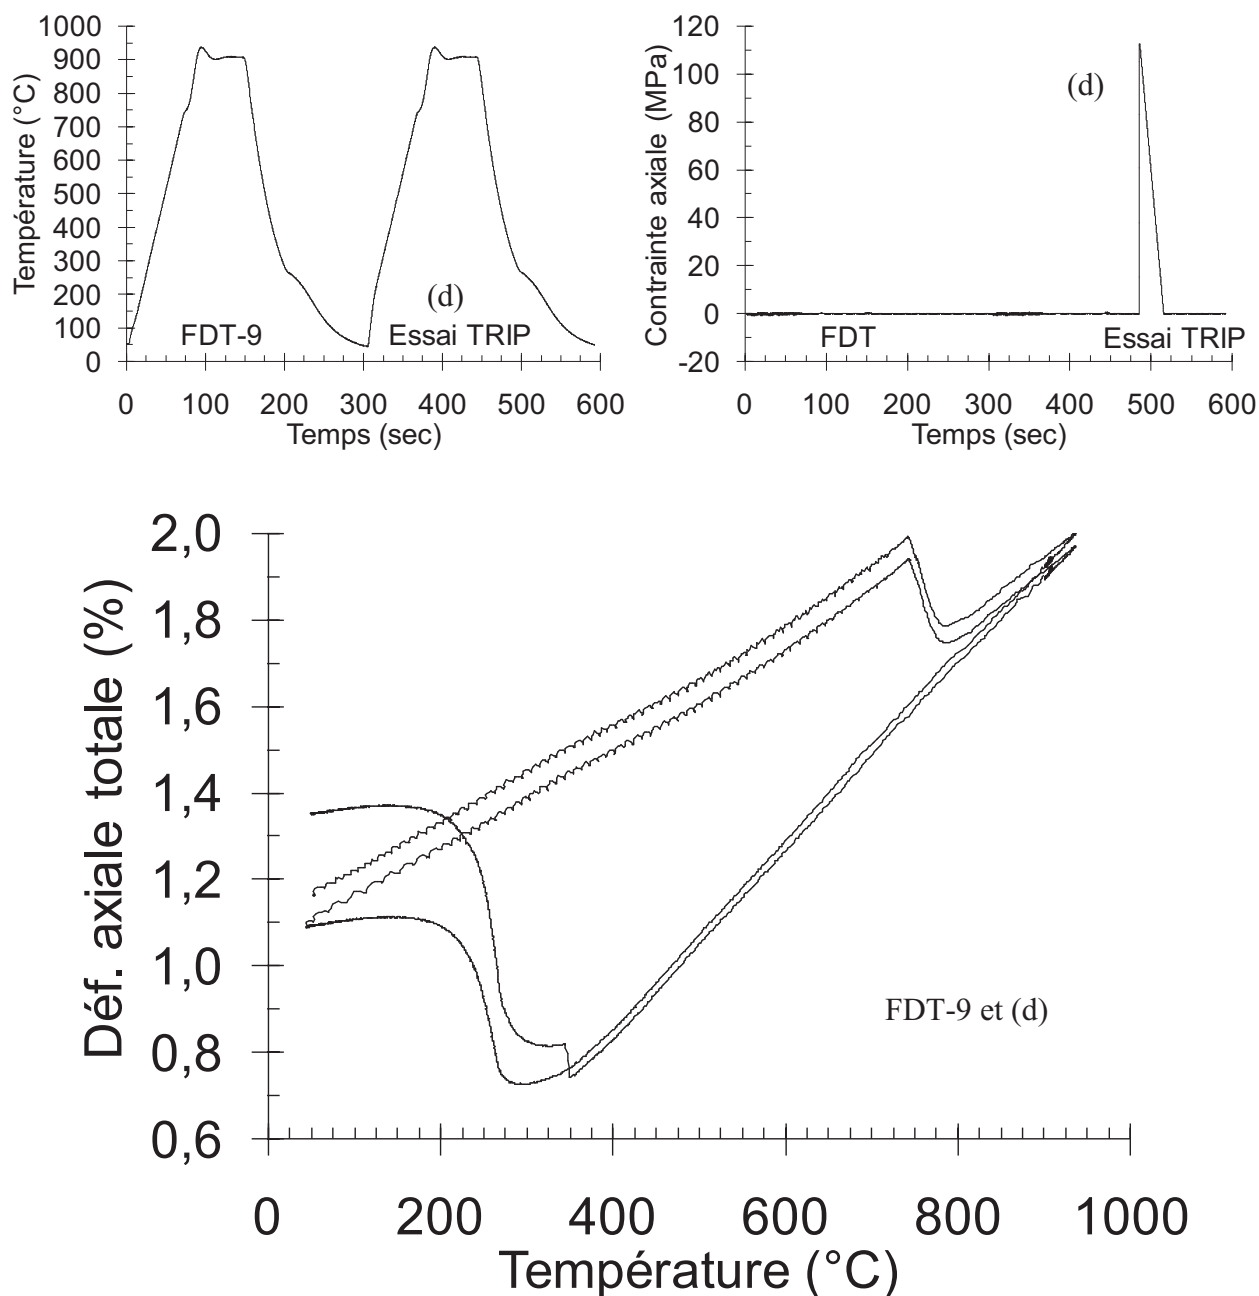 1000
900
800
700
600
500
400
300
200
100
0
Température (°C)
(d)
FDT-9
Essai TRIP
0 100 200 300 400 500 600
Temps (sec)
120
100
80
60
40
20
0
-20
Contrainte axiale (MPa)
(d)
FDT
Essai TRIP
0 100 200 300 400 500 600
Temps (sec)
2,0
1,8
1,6
1,4
1,2
1,0
0,8
0,6
Déf. axiale totale (%)
FDT-9 et (d)
0 200 400 600 800 1000
Température (°C)